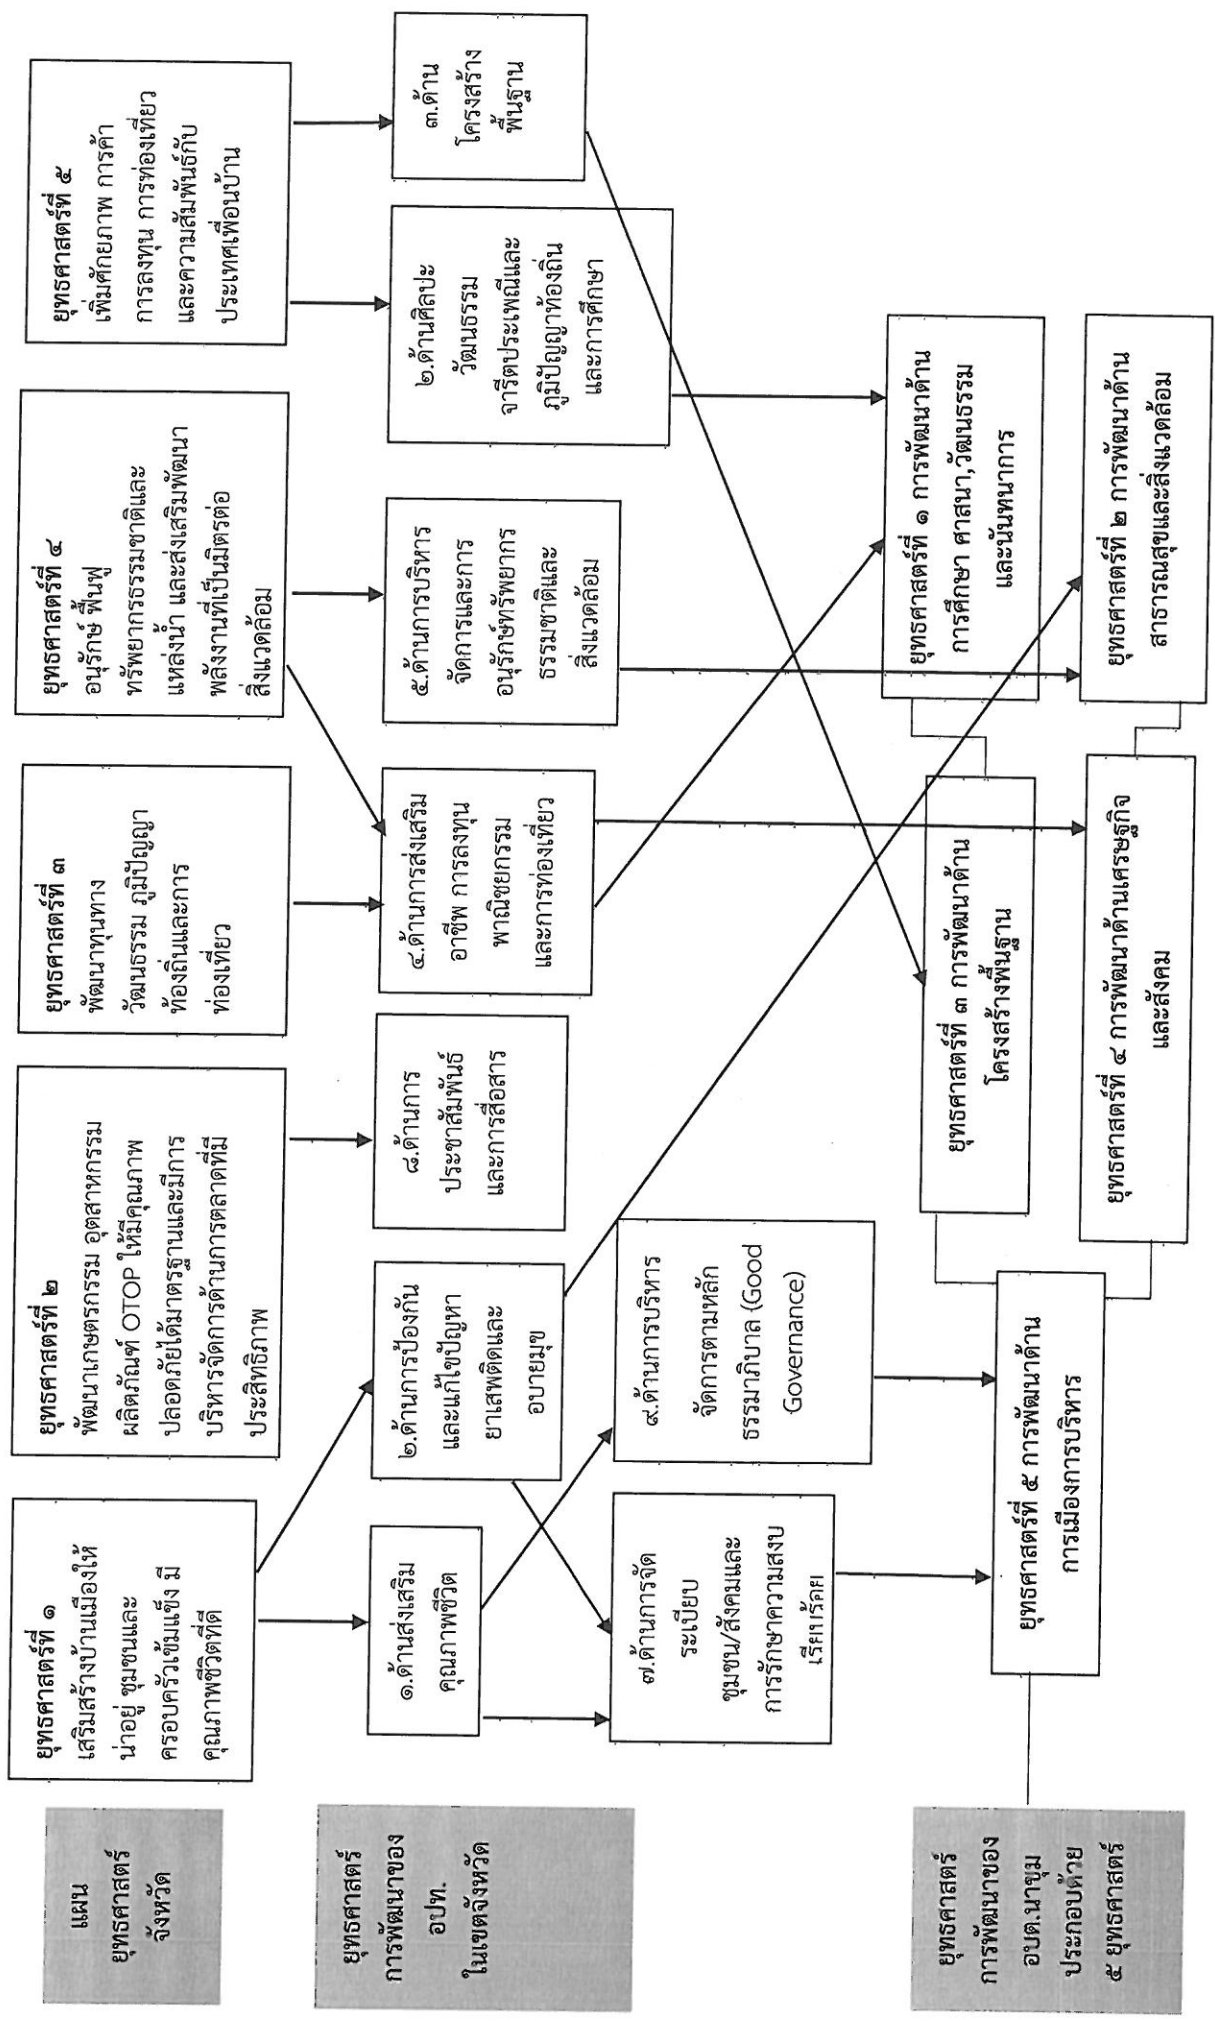 แผน
ยุทธศาสตร์
จังหวัด
ยุทธศาสตร์ที่ ๑
เสริมสร้างบ้านเมืองให้
น่าอยู่ ชุมชนและ
ครอบครัวเข้มแข็ง มี
คุณภาพชีวิตที่ดี
ยุทธศาสตร์ที่ ๒
พัฒนาเกษตรกรรม อุตสาหกรรม
ผลิตภัณฑ์ OTOP ให้มีคุณภาพ
ปลอดภัยได้มาตรฐานและมีการ
บริหารจัดการด้านการตลาดที่มี
ประสิทธิภาพ
ยุทธศาสตร์ที่ ๓
พัฒนาทุนทาง
วัฒนธรรม ภูมิปัญญา
ท้องถิ่นและการ
ท่องเที่ยว
ยุทธศาสตร์ที่ ๔
อนุรักษ์ ฟื้นฟู
ทรัพยากรธรรมชาติและ
แหล่งน้ำ และส่งเสริมพัฒนา
พลังงานที่เป็นมิตรต่อ
สิ่งแวดล้อม
ยุทธศาสตร์ที่ ๕
เพิ่มศักยภาพ การค้า
การลงทุน การท่องเที่ยว
และความสัมพันธ์กับ
ประเทศเพื่อนบ้าน
ยุทธศาสตร์
การพัฒนาของ
อปท.
ในเขตจังหวัด
๑.ด้านส่งเสริม
คุณภาพชีวิต
๒.ด้านการป้องกัน
และแก้ไขปัญหา
ยาเสพติดและ
อบายมุข
๘.ด้านการ
ประชาสัมพันธ์
และการสื่อสาร
๔.ด้านการส่งเสริม
อาชีพ การลงทุน
พาณิชยกรรม
และการท่องเที่ยว
๕.ด้านการบริหาร
จัดการและการ
อนุรักษ์ทรัพยากร
ธรรมชาติและ
สิ่งแวดล้อม
๒.ด้านศิลปะ
วัฒนธรรม
จารีตประเพณีและ
ภูมิปัญญาท้องถิ่น
และการศึกษา
๓.ด้าน
โครงสร้าง
พื้นฐาน
๗.ด้านการจัด
ระเบียบ
ชุมชน/สังคมและ
การรักษาความสงบ
เรียบร้อย
๙.ด้านการบริหาร
จัดการตามหลัก
ธรรมาภิบาล (Good
Governance)
ยุทธศาสตร์
การพัฒนาของ
อบต.นาขุม
ประกอบด้วย
๕ ยุทธศาสตร์
ยุทธศาสตร์ที่ ๕ การพัฒนาด้าน
การเมืองการบริหาร
ยุทธศาสตร์ที่ ๓ การพัฒนาด้าน
โครงสร้างพื้นฐาน
ยุทธศาสตร์ที่ ๑ การพัฒนาด้าน
การศึกษา ศาสนา,วัฒนธรรม
และนันทนาการ
ยุทธศาสตร์ที่ ๔ การพัฒนาด้านเศรษฐกิจ
และสังคม
ยุทธศาสตร์ที่ ๒ การพัฒนาด้าน
สาธารณสุขและสิ่งแวดล้อม